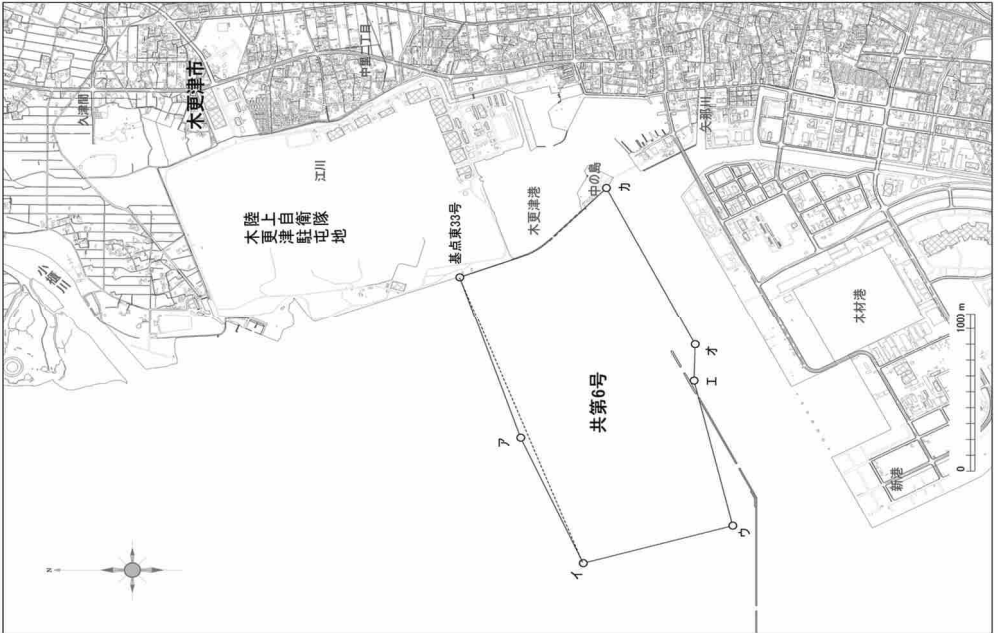 小櫃川
久津間
木更津市
中里二丁目
陸上自衛隊
木更津駐屯地
江川
基点東33号
木更津港
中の島
カ
矢那川
ア
イ
共第6号
オ
エ
ウ
木材港
新港
0
1000 m
N